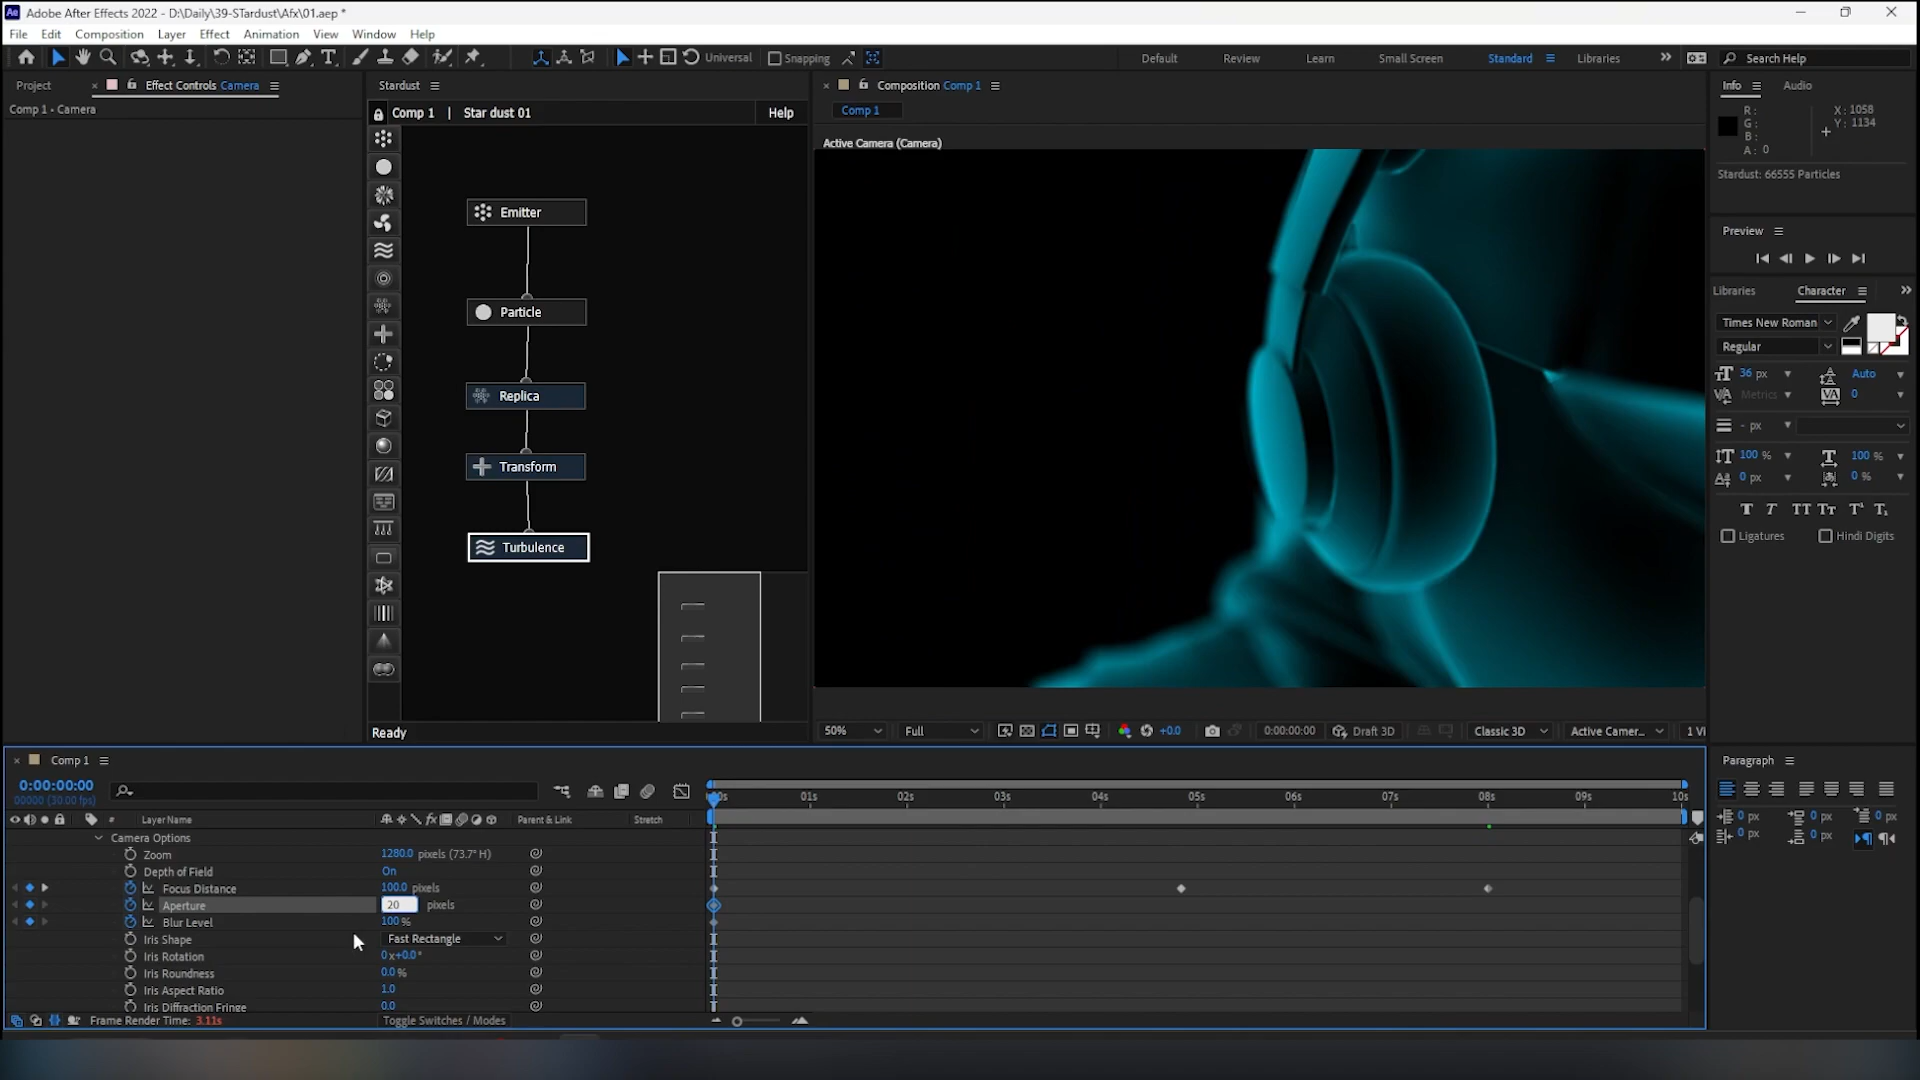 Ae Adobe After Effects 2022 - D:\Daily\39-STardust\Afx\01.aep *
File Edit Composition Layer Effect Animation View Window Help
Universal Snapping Default Review Learn Small Screen Standard Libraries Search Help
Project Effect Controls Camera
Comp 1 • Camera
Stardust
Comp 1 | Star dust 01 Help
Emitter
Particle
Replica
Transform
Turbulence
Ready
Composition Comp 1
Comp 1
Active Camera (Camera)
50% Full +0.0 0:00:00:00 Draft 3D Classic 3D Active Camer... 1 Vi
Info Audio
R: X: 1058
G: Y: 1134
B:
A: 0
Stardust: 66555 Particles
Preview
Libraries Character
Times New Roman
Regular
36 px Auto
Metrics 0
- px
100 % 100 %
0 px 0 %
Ligatures Hindi Digits
Paragraph
0 px 0 px 0 px
0 px 0 px
Comp 1
0:00:00:00
00000 (30.00 fps)
01s 02s 03s 04s 05s 06s 07s 08s 09s 10s
# Layer Name Parent & Link Stretch
Camera Options
Zoom 1280.0 pixels (73.7° H)
Depth of Field On
Focus Distance 100.0 pixels
Aperture 20 pixels
Blur Level 100 %
Iris Shape Fast Rectangle
Iris Rotation 0 x+0.0°
Iris Roundness 0.0 %
Iris Aspect Ratio 1.0
Iris Diffraction Fringe 0.0
Frame Render Time: 3.11s Toggle Switches / Modes